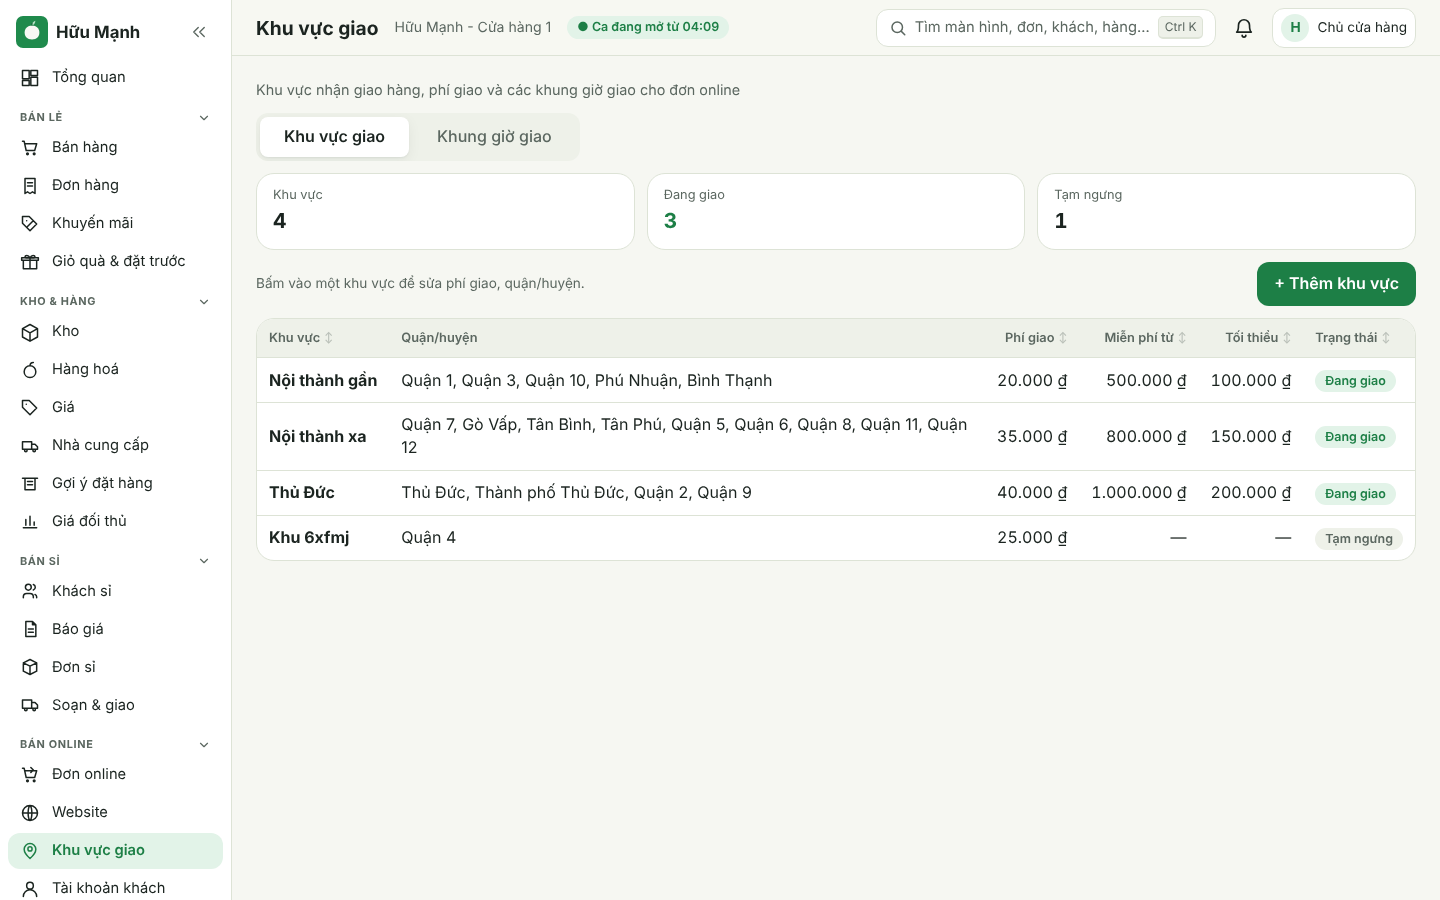 Hữu Mạnh
Tổng quan
BÁN LẺ
Bán hàng
Đơn hàng
Khuyến mãi
Giỏ quà & đặt trước
KHO & HÀNG
Kho
Hàng hoá
Giá
Nhà cung cấp
Gợi ý đặt hàng
Giá đối thủ
BÁN SỈ
Khách sỉ
Báo giá
Đơn sỉ
Soạn & giao
BÁN ONLINE
Đơn online
Website
Khu vực giao
Tài khoản khách
Khu vực giao
Hữu Mạnh - Cửa hàng 1
Ca đang mở từ 04:09
Tìm màn hình, đơn, khách, hàng...
Ctrl K
H
Chủ cửa hàng
Khu vực nhận giao hàng, phí giao và các khung giờ giao cho đơn online
Khu vực giao
Khung giờ giao
Khu vực
4
Đang giao
3
Tạm ngưng
1
Bấm vào một khu vực để sửa phí giao, quận/huyện.
+ Thêm khu vực
Khu vực Quận/huyện Phí giao Miễn phí từ Tối thiểu Trạng thái
Nội thành gần Quận 1, Quận 3, Quận 10, Phú Nhuận, Bình Thạnh 20.000 ₫ 500.000 ₫ 100.000 ₫ Đang giao
Nội thành xa Quận 7, Gò Vấp, Tân Bình, Tân Phú, Quận 5, Quận 6, Quận 8, Quận 11, Quận 35.000 ₫ 800.000 ₫ 150.000 ₫ Đang giao
12
Thủ Đức Thủ Đức, Thành phố Thủ Đức, Quận 2, Quận 9 40.000 ₫ 1.000.000 ₫ 200.000 ₫ Đang giao
Khu 6xfmj Quận 4 25.000 ₫ — — Tạm ngưng